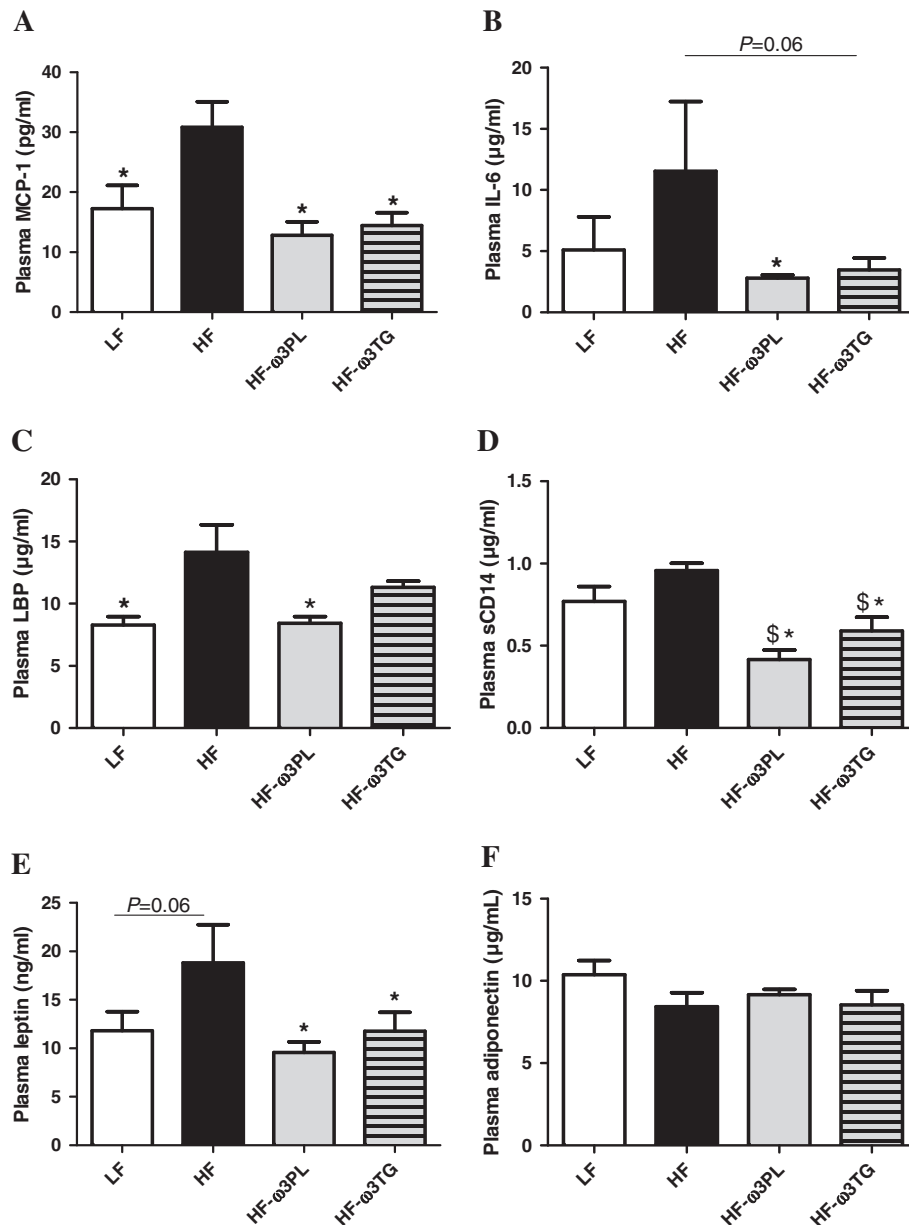 A
Plasma MCP-1 (pg/ml)
40
30
20
10
0
*
*
*
LF
HF
HF-ω3PL
HF-ω3TG
B
P=0.06
Plasma IL-6 (µg/ml)
20
15
10
5
0
*
LF
HF
HF-ω3PL
HF-ω3TG
C
Plasma LBP (µg/ml)
20
15
10
5
0
*
*
LF
HF
HF-ω3PL
HF-ω3TG
D
Plasma sCD14 (µg/ml)
1.5
1.0
0.5
0.0
$ *
$ *
LF
HF
HF-ω3PL
HF-ω3TG
E
P=0.06
Plasma leptin (ng/ml)
25
20
15
10
5
0
*
*
LF
HF
HF-ω3PL
HF-ω3TG
F
Plasma adiponectin (µg/mL)
15
10
5
0
LF
HF
HF-ω3PL
HF-ω3TG